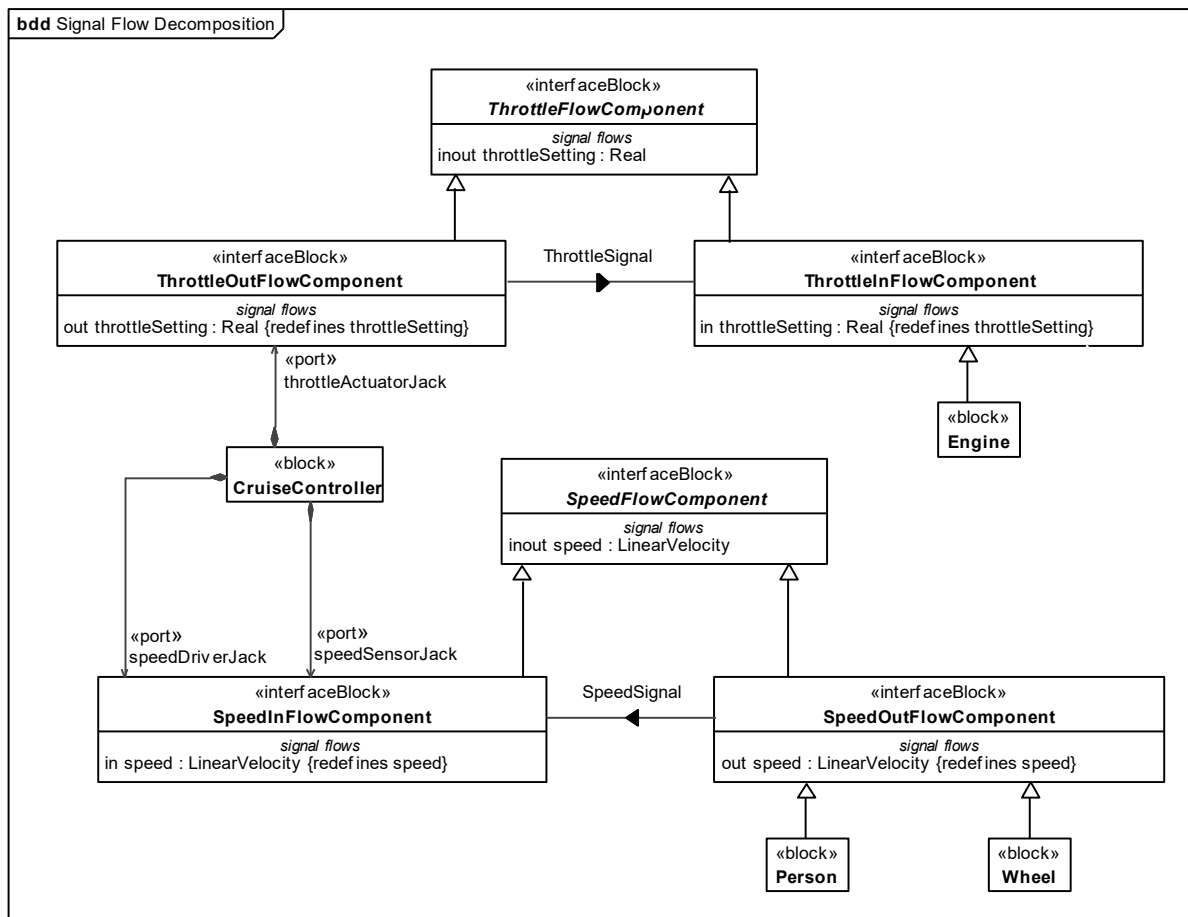 bdd Signal Flow Decomposition
«interfaceBlock»
ThrottleFlowComponent
signal flows
inout throttleSetting : Real
«interfaceBlock»
ThrottleOutFlowComponent
signal flows
out throttleSetting : Real {redefines throttleSetting}
ThrottleSignal
«interfaceBlock»
ThrottleInFlowComponent
signal flows
in throttleSetting : Real {redefines throttleSetting}
«port»
throttleActuatorJack
«block»
Engine
«block»
CruiseController
«interfaceBlock»
SpeedFlowComponent
signal flows
inout speed : LinearVelocity
«port»
speedDriverJack
«port»
speedSensorJack
«interfaceBlock»
SpeedInFlowComponent
signal flows
in speed : LinearVelocity {redefines speed}
SpeedSignal
«interfaceBlock»
SpeedOutFlowComponent
signal flows
out speed : LinearVelocity {redefines speed}
«block»
Person
«block»
Wheel